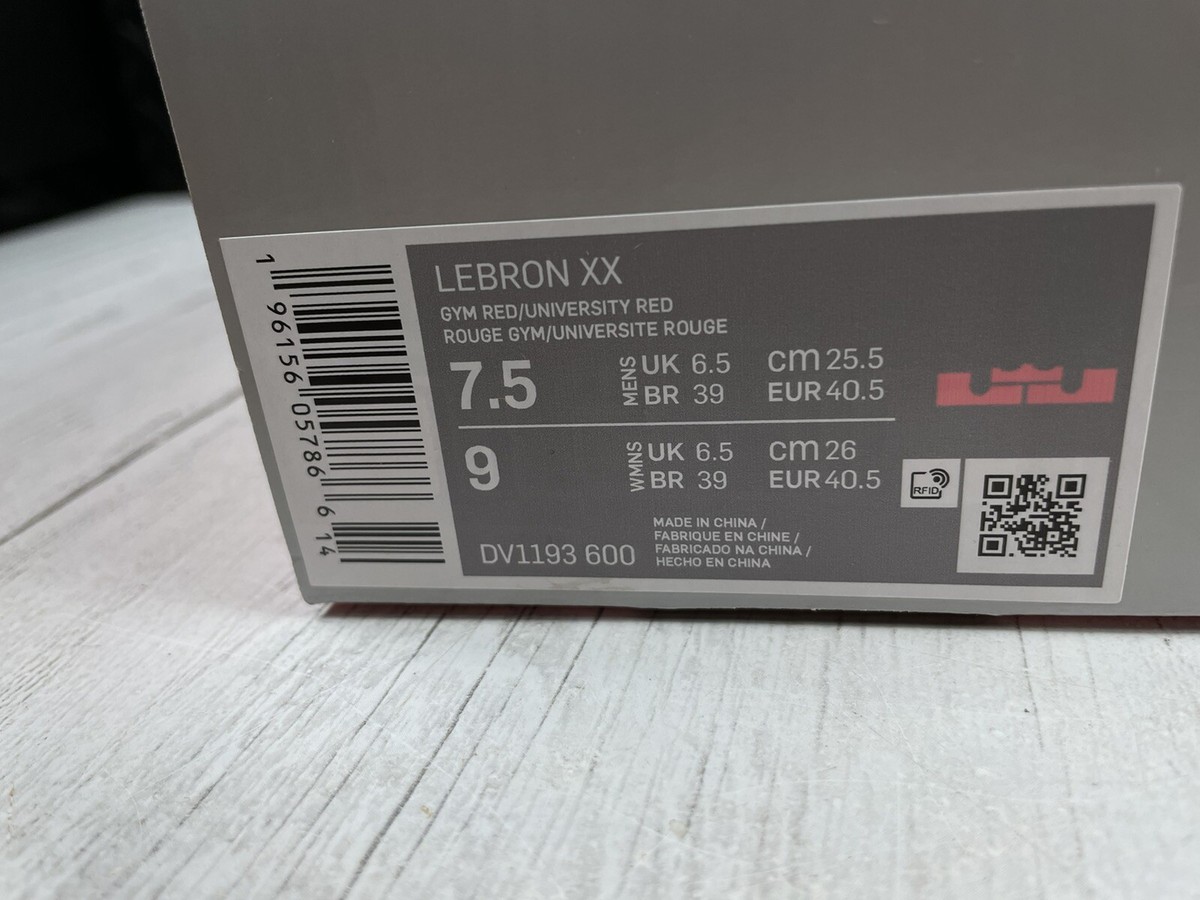 1 96156 05786 6 14
LEBRON XX
GYM RED/UNIVERSITY RED
ROUGE GYM/UNIVERSITE ROUGE
7.5 MENS UK 6.5 cm 25.5
BR 39 EUR 40.5
9 WMNS UK 6.5 cm 26
BR 39 EUR 40.5
RFID
DV1193 600
MADE IN CHINA /
FABRIQUE EN CHINE /
FABRICADO NA CHINA /
HECHO EN CHINA